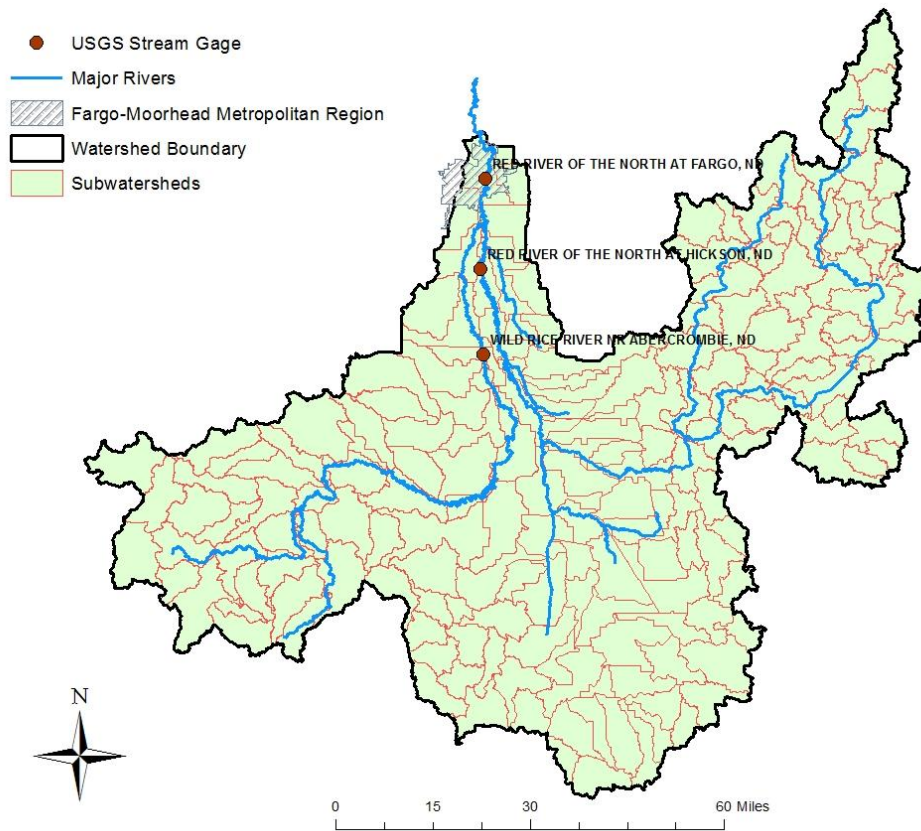 USGS Stream Gage
Major Rivers
Fargo-Moorhead Metropolitan Region
Watershed Boundary
Subwatersheds
RED RIVER OF THE NORTH AT FARGO, ND
RED RIVER OF THE NORTH AT HICKSON, ND
WILD RICE RIVER NR ABERCROMBIE, ND
N
0 15 30 60 Miles